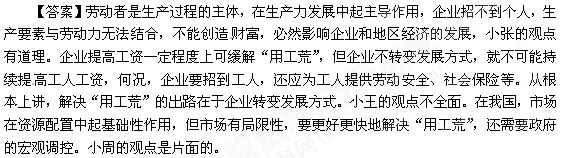 【答案】劳动者是生产过程的主体，在生产力发展中起主导作用，企业招不到个人，生
产要素与劳动力无法结合，不能创造财富，必然影响企业和地区经济的发展，小张的观点
有道理。企业提高工资一定程度上可缓解“用工荒”，但企业不转变发展方式，就不可能持
续提高工人工资，何况，企业要招到工人，还应为工人提供劳动安全、社会保险等。从根
本上讲，解决“用工荒”的出路在于企业转变发展方式。小王的观点不全面。在我国，市场
在资源配置中起基础性作用，但市场有局限性，要更好更快地解决“用工荒”，还需要政府
的宏观调控。小周的观点是片面的。